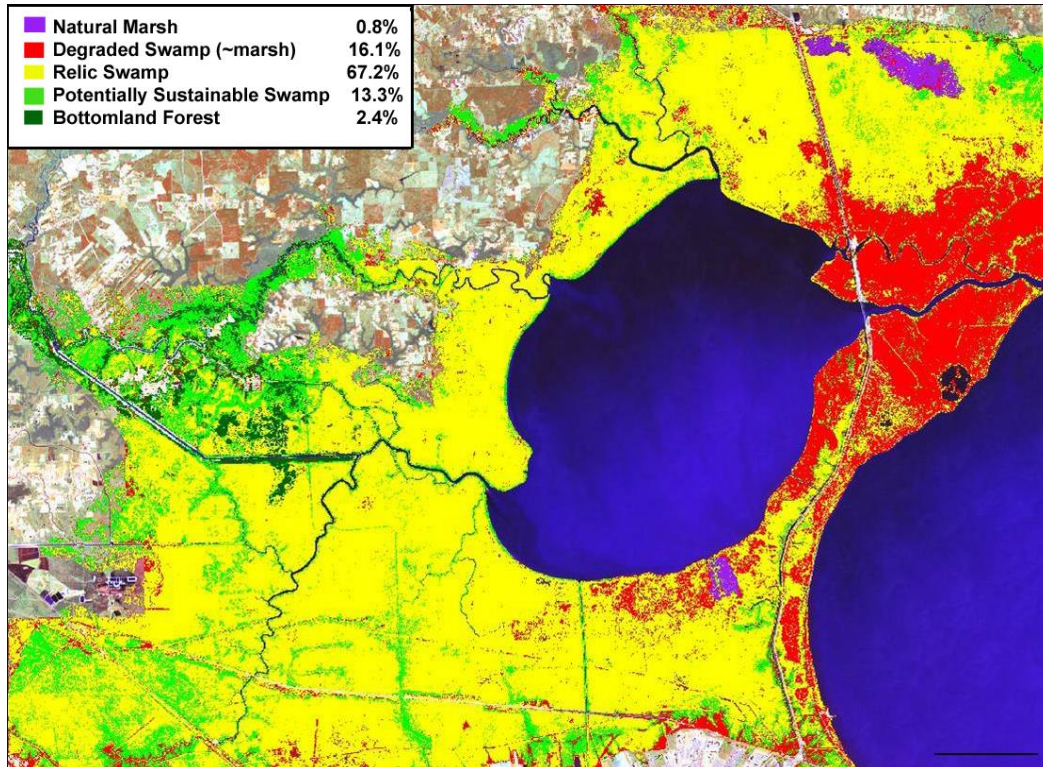 Natural Marsh 0.8%
Degraded Swamp (~marsh) 16.1%
Relic Swamp 67.2%
Potentially Sustainable Swamp 13.3%
Bottomland Forest 2.4%